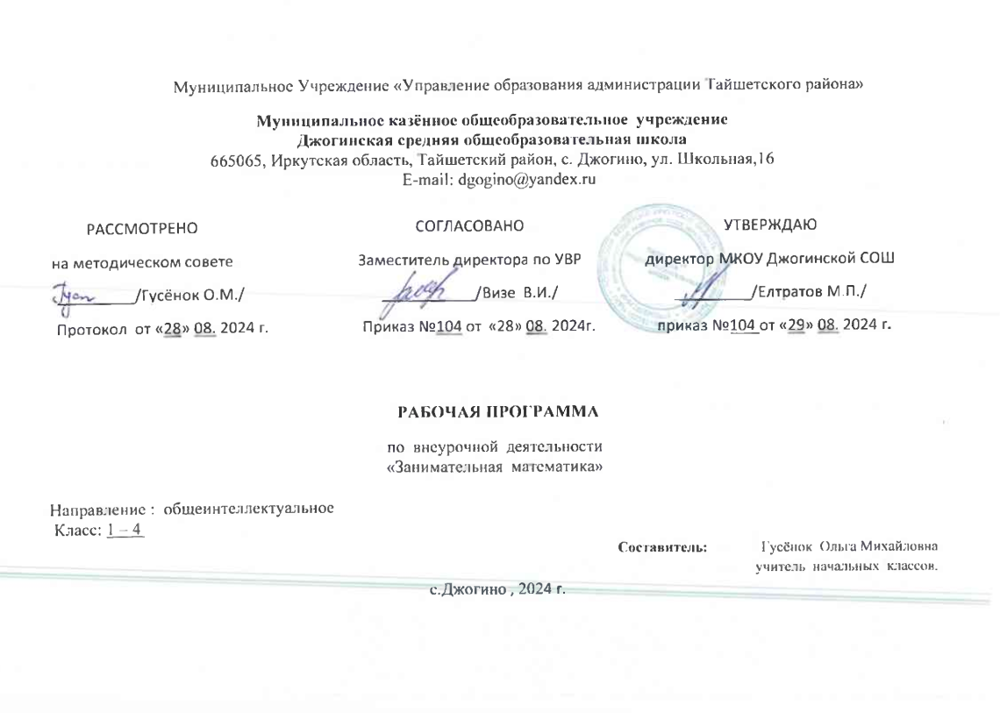 Муниципальное Учреждение «Управление образования администрации Тайшетского района»
Муниципальное казённое общеобразовательное учреждение
Джогинская средняя общеобразовательная школа
665065, Иркутская область, Тайшетский район, с. Джогино, ул. Школьная,16
E-mail: dgogino@yandex.ru
РАССМОТРЕНО
на методическом совете
/Гусёнок О.М./
Протокол от «28» 08. 2024 г.
СОГЛАСОВАНО
Заместитель директора по УВР
/Визе В.И./
Приказ №104 от «28» 08. 2024г.
УТВЕРЖДАЮ
директор МКОУ Джогинской СОШ
/Елтратов М.П./
приказ №104 от «29» 08. 2024 г.
РАБОЧАЯ ПРОГРАММА
по внеурочной деятельности
«Занимательная математика»
Направление : общеинтеллектуальное
Класс: 1 – 4
Составитель: Гусёнок Ольга Михайловна
учитель начальных классов.
с.Джогино , 2024 г.